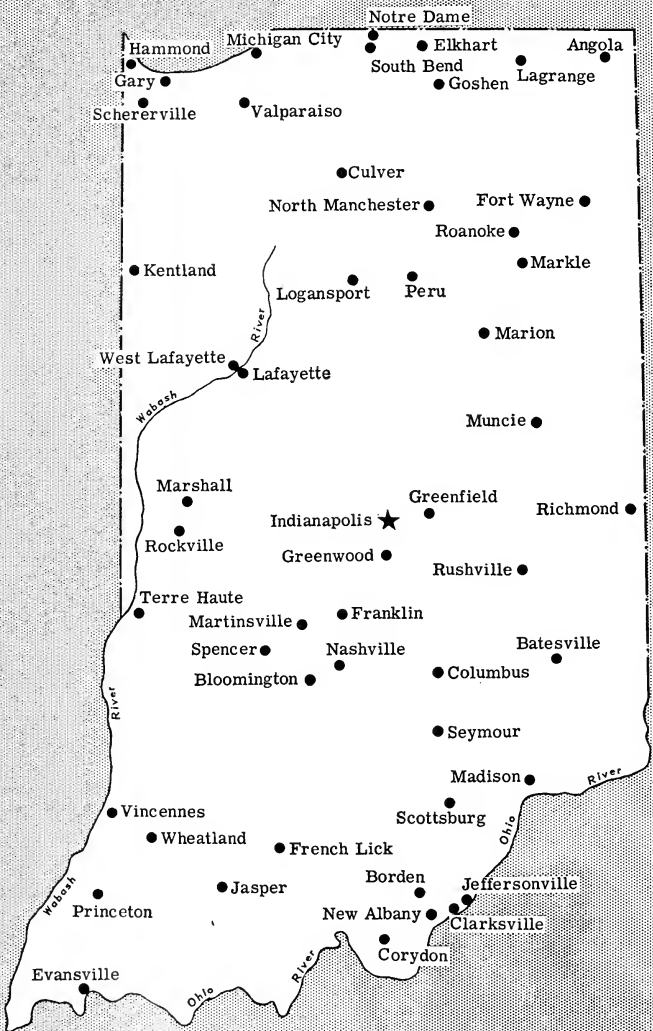 Notre Dame
Hammond
Michigan City
Elkhart
Angola
South Bend
Lagrange
Gary
Goshen
Schererville
Valparaiso
Culver
North Manchester
Fort Wayne
Roanoke
Kentland
Markle
Logansport
Peru
River
Marion
West Lafayette
Lafayette
Wabash
Muncie
Marshall
Greenfield
Richmond
Indianapolis
Rockville
Greenwood
Rushville
Terre Haute
Martinsville
Franklin
Spencer
Nashville
Batesville
Bloomington
Columbus
River
Seymour
Madison
River
Vincennes
Scottsburg
Ohio
Wheatland
French Lick
Borden
Jeffersonville
Jasper
Wabash
Princeton
New Albany
Clarksville
Corydon
River
Evansville
Ohio